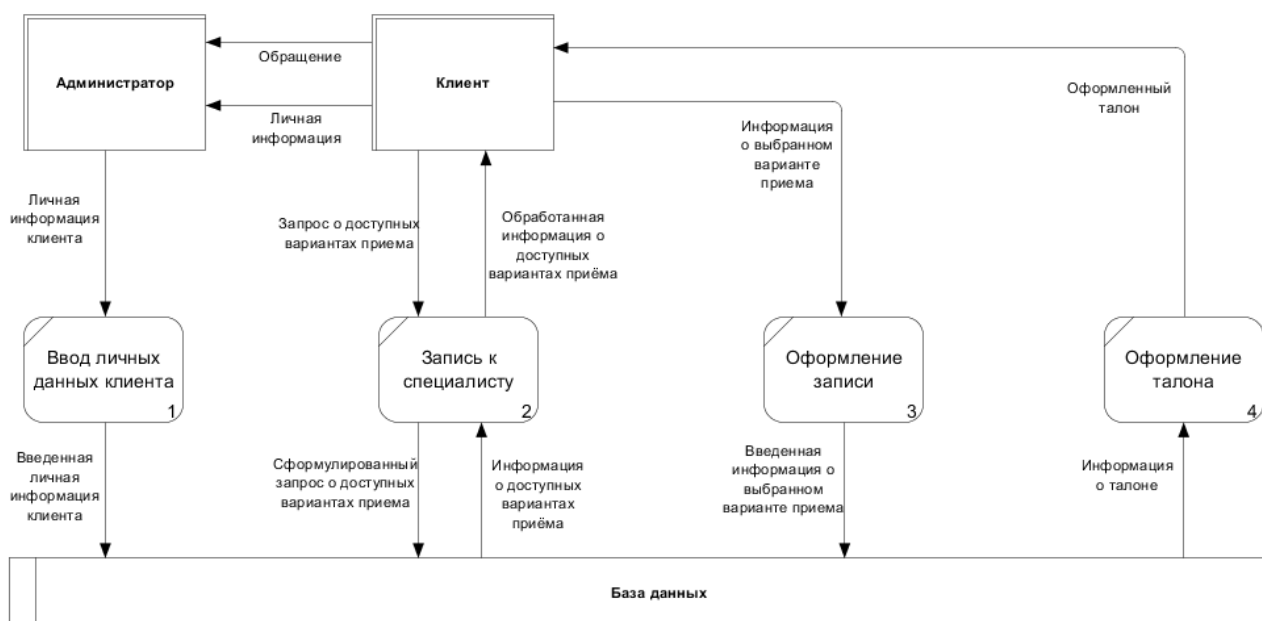 Администратор
Обращение
Клиент
Личная
информация
Оформленный
талон
Информация
о выбранном
варианте
приема
Личная
информация
клиента
Запрос о доступных
вариантах приема
Обработанная
информация о
доступных
вариантах приёма
Ввод личных
данных клиента
1
Запись к
специалисту
2
Оформление
записи
3
Оформление
талона
4
Введенная
личная
информация
клиента
Сформулированный
запрос о доступных
вариантах приема
Информация
о доступных
вариантах
приёма
Введенная
информация о
выбранном
варианте приема
Информация
о талоне
База данных